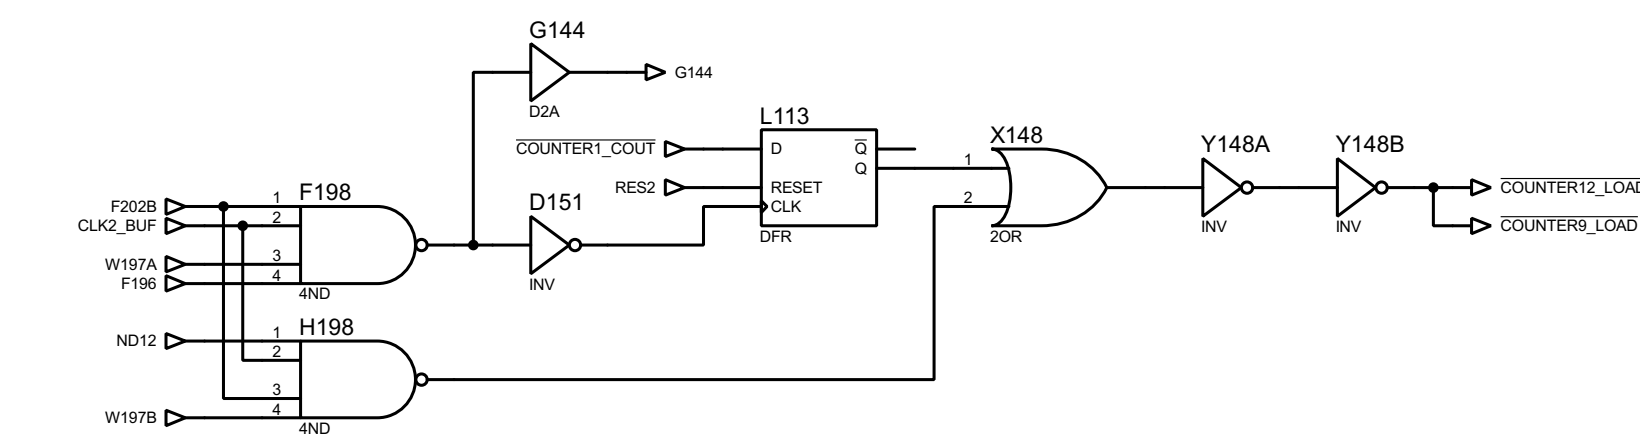 G144
G144
D2A
L113
COUNTER1_COUT
D
Q
Q
1
X148
Y148A
Y148B
F202B
1
F198
RES2
RESET
COUNTER12_LOAD
CLK2_BUF
2
D151
CLK
2
DFR
2OR
INV
INV
COUNTER9_LOAD
W197A
3
F196
4
4ND
INV
ND12
1
H198
2
3
W197B
4
4ND